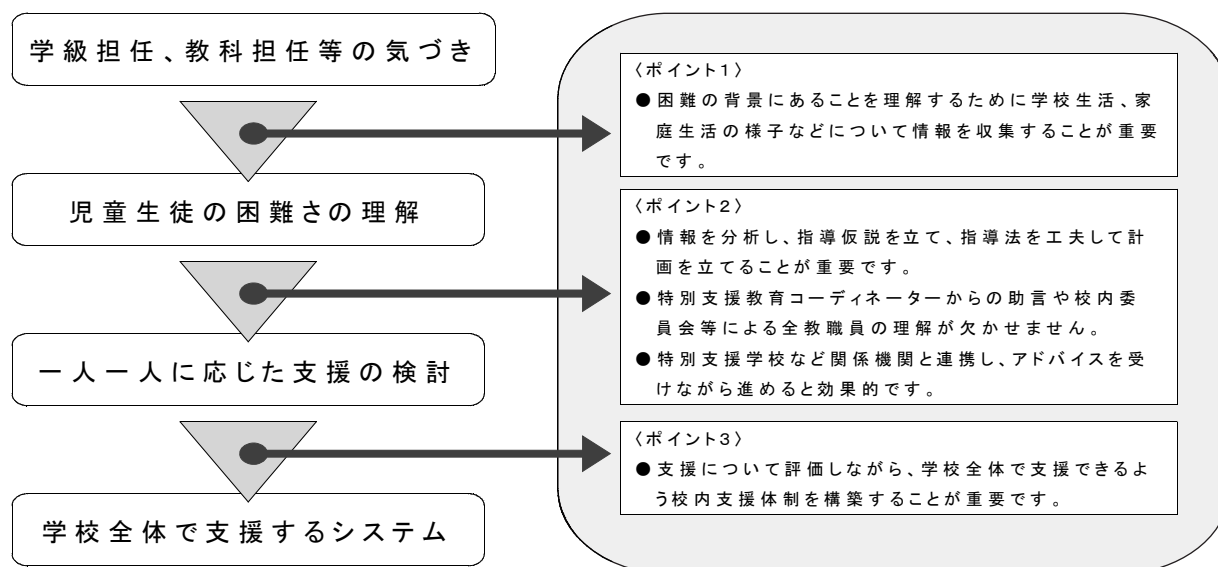 学級担任、教科担任等の気づき
児童生徒の困難さの理解
一人一人に応じた支援の検討
学校全体で支援するシステム
〈ポイント1〉
●困難の背景にあることを理解するために学校生活、家
庭生活の様子などについて情報を収集することが重要
です。
〈ポイント2〉
●情報を分析し、指導仮説を立て、指導法を工夫して計
画を立てることが重要です。
●特別支援教育コーディネーターからの助言や校内委
員会等による全教職員の理解が欠かせません。
●特別支援学校など関係機関と連携し、アドバイスを受
けながら進めると効果的です。
〈ポイント3〉
●支援について評価しながら、学校全体で支援できるよ
う校内支援体制を構築することが重要です。